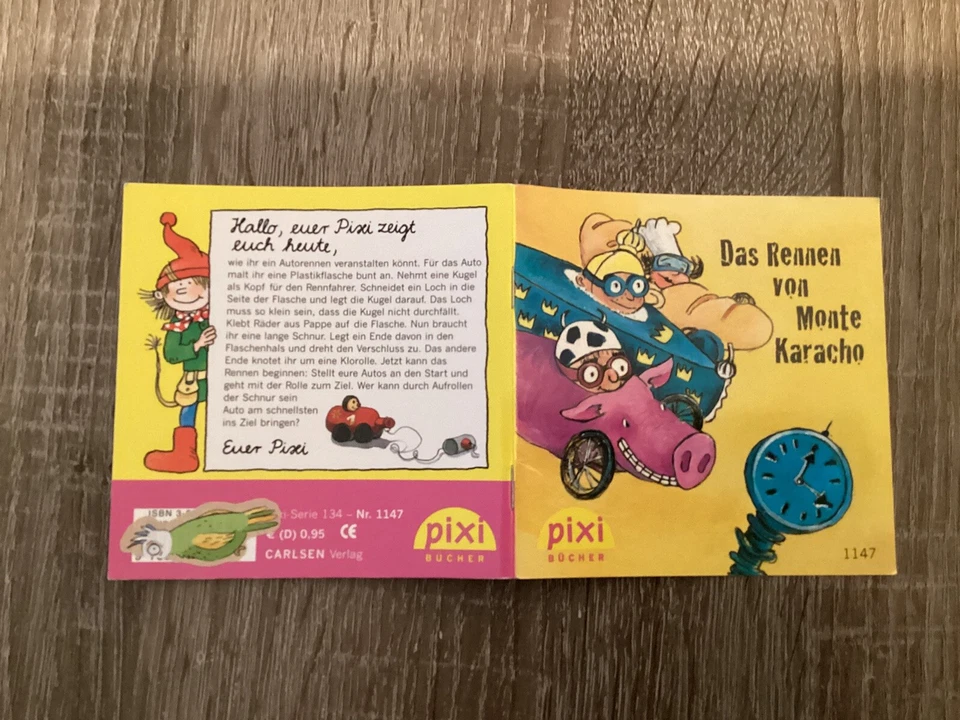 Hallo, euer Pixi zeigt
euch heute,
wie ihr ein Autorennen veranstalten könnt. Für das Auto
malt ihr eine Plastikflasche bunt an. Nehmt eine Kugel
als Kopf für den Rennfahrer. Schneidet ein Loch in die
Seite der Flasche und legt die Kugel darauf. Das Loch
muss so klein sein, dass die Kugel nicht durchfällt.
Klebt Räder aus Pappe auf die Flasche. Nun braucht
ihr eine lange Schnur. Legt ein Ende davon in den
Flaschenhals und dreht den Verschluss zu. Das andere
Ende knotet ihr um eine Klorolle. Jetzt kann das
Rennen beginnen: Stellt eure Autos an den Start und
geht mit der Rolle zum Ziel. Wer kann durch Aufrollen
der Schnur sein
Auto am schnellsten
ins Ziel bringen?
Euer Pixi
1
ISBN 3
-Serie 134 – Nr. 1147
€ (D) 0,95 CE
CARLSEN Verlag
pixi
BÜCHER
Das Rennen
von
Monte
Karacho
pixi
BÜCHER
1147